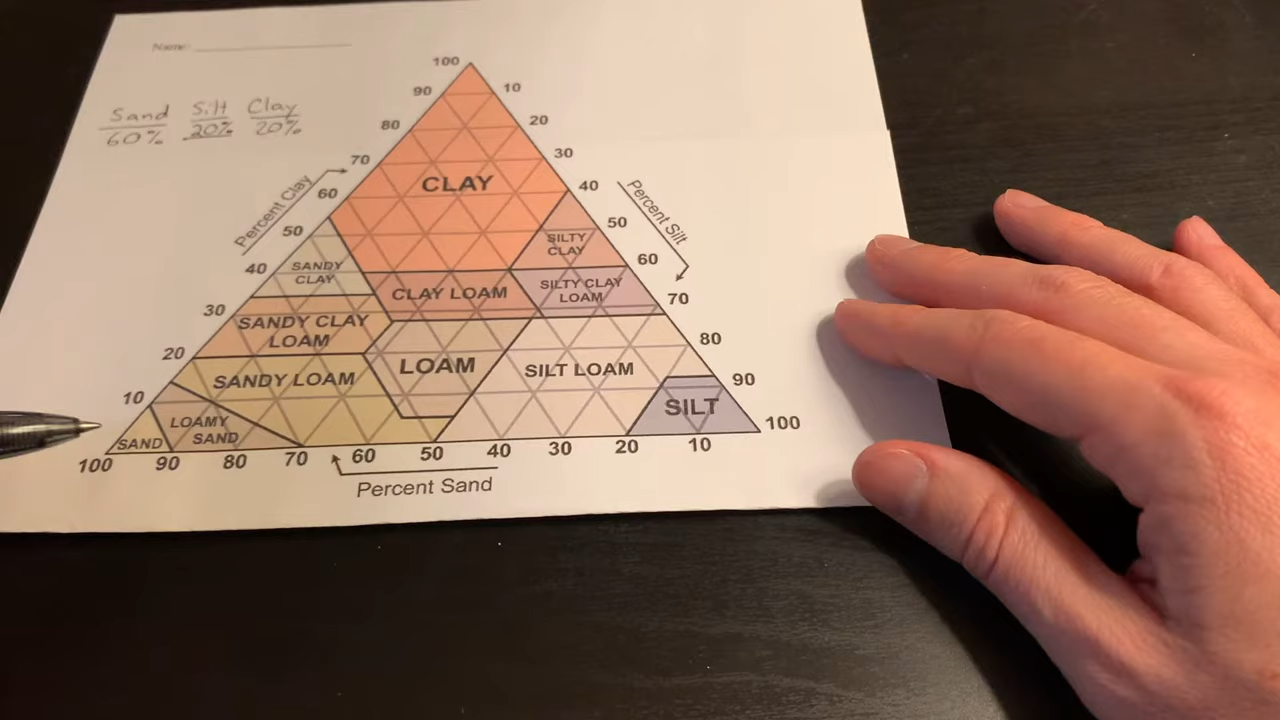 Name:
Sand Silt Clay
60% 20% 20%
100
90 10
80 20
70 30
60 40
50 50
40 60
30 70
20 80
10 90
100
Percent Clay
Percent Silt
CLAY
SILTY
CLAY
SANDY
CLAY
CLAY LOAM
SILTY CLAY
LOAM
SANDY CLAY
LOAM
LOAM
SILT LOAM
SANDY LOAM
SILT
LOAMY
SAND
SAND
100 90 80 70 60 50 40 30 20 10
Percent Sand